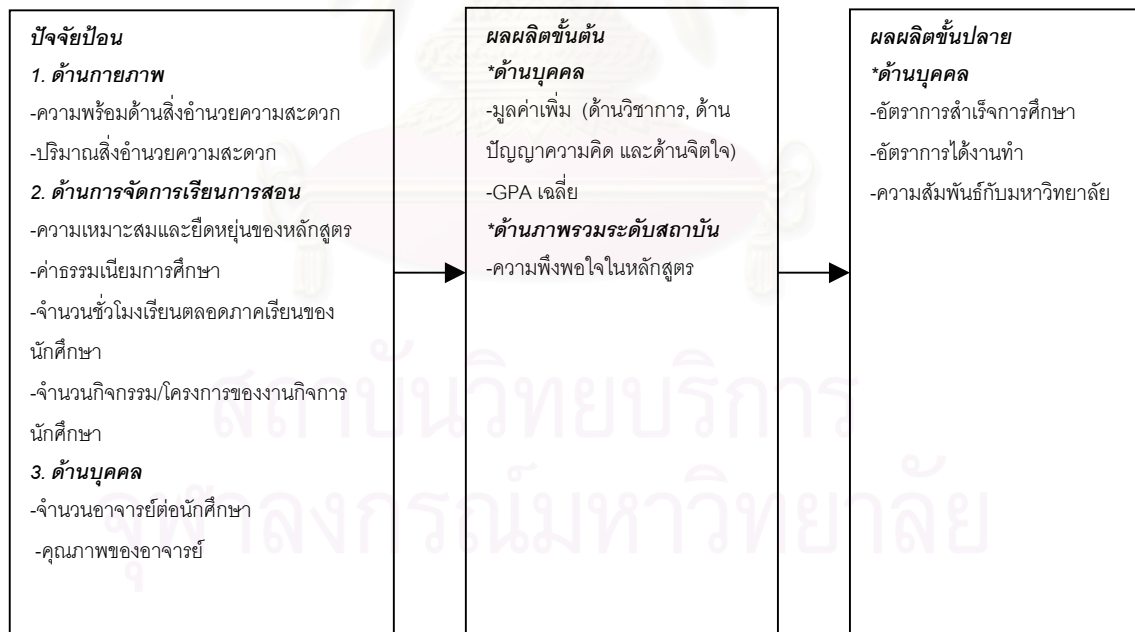 ปัจจัยป้อน
1. ด้านกายภาพ
-ความพร้อมด้านสิ่งอำนวยความสะดวก
-ปริมาณสิ่งอำนวยความสะดวก
2. ด้านการจัดการเรียนการสอน
-ความเหมาะสมและยืดหยุ่นของหลักสูตร
-ค่าธรรมเนียมการศึกษา
-จำนวนชั่วโมงเรียนตลอดภาคเรียนของ
นักศึกษา
-จำนวนกิจกรรม/โครงการของงานกิจการ
นักศึกษา
3. ด้านบุคคล
-จำนวนอาจารย์ต่อนักศึกษา
-คุณภาพของอาจารย์
ผลผลิตขั้นต้น
*ด้านบุคคล
-มูลค่าเพิ่ม (ด้านวิชาการ, ด้าน
ปัญญาความคิด และด้านจิตใจ)
-GPA เฉลี่ย
*ด้านภาพรวมระดับสถาบัน
-ความพึงพอใจในหลักสูตร
ผลผลิตขั้นปลาย
*ด้านบุคคล
-อัตราการสำเร็จการศึกษา
-อัตราการได้งานทำ
-ความสัมพันธ์กับมหาวิทยาลัย
สถาบันวิทยบริการ
จุฬาลงกรณ์มหาวิทยาลัย